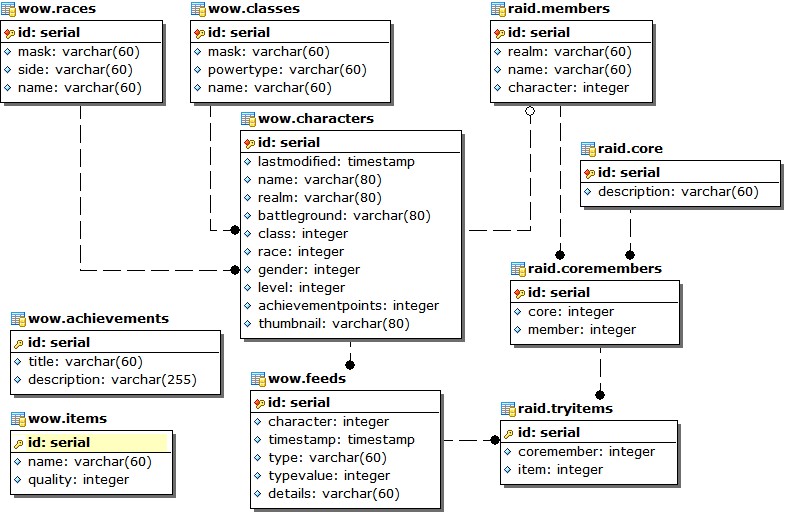 wow.races
id: serial
mask: varchar(60)
side: varchar(60)
name: varchar(60)
wow.classes
id: serial
mask: varchar(60)
powertype: varchar(60)
name: varchar(60)
raid.members
id: serial
realm: varchar(60)
name: varchar(60)
character: integer
wow.characters
id: serial
lastmodified: timestamp
name: varchar(80)
realm: varchar(80)
battleground: varchar(80)
class: integer
race: integer
gender: integer
level: integer
achievementpoints: integer
thumbnail: varchar(80)
raid.core
id: serial
description: varchar(60)
raid.coremembers
id: serial
core: integer
member: integer
wow.achievements
id: serial
title: varchar(60)
description: varchar(255)
wow.items
id: serial
name: varchar(60)
quality: integer
wow.feeds
id: serial
character: integer
timestamp: timestamp
type: varchar(60)
typevalue: integer
details: varchar(60)
raid.tryitems
id: serial
coremember: integer
item: integer